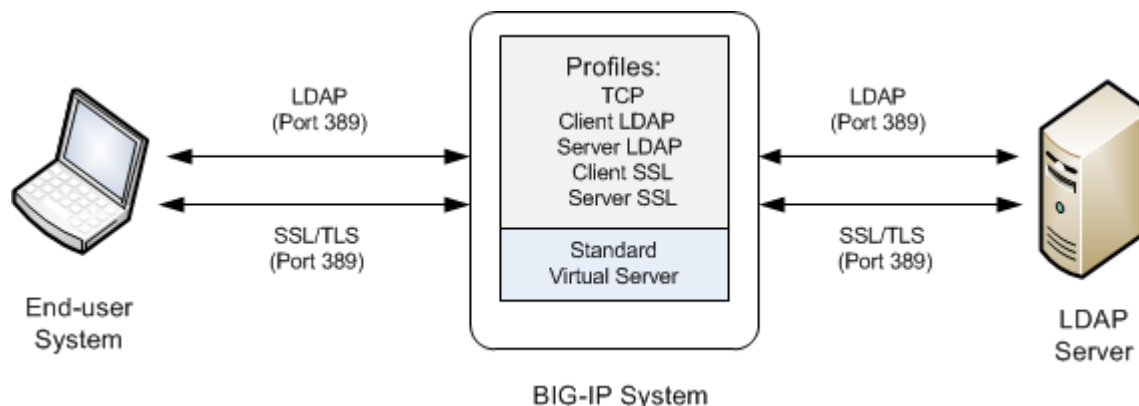 Profiles:
TCP
Client LDAP
Server LDAP
Client SSL
Server SSL
Standard
Virtual Server
LDAP
(Port 389)
SSL/TLS
(Port 389)
LDAP
(Port 389)
SSL/TLS
(Port 389)
End-user
System
BIG-IP System
LDAP
Server